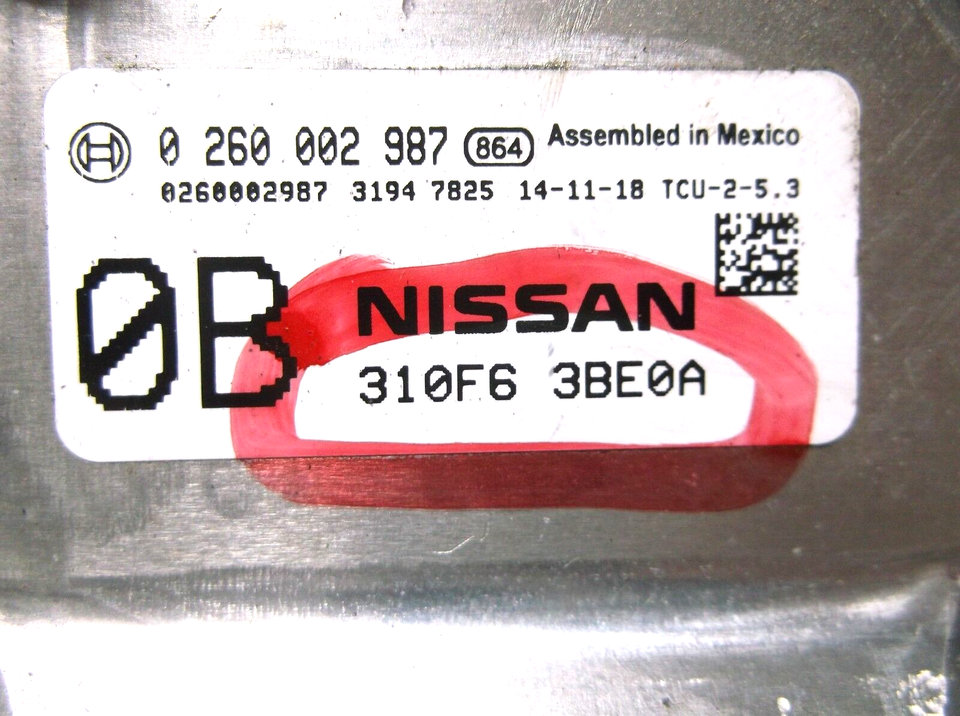 0 260 002 987 864 Assembled in Mexico
0260002987 3194 7825 14-11-18 TCU-2-5.3
0B NISSAN
310F6 3BE0A